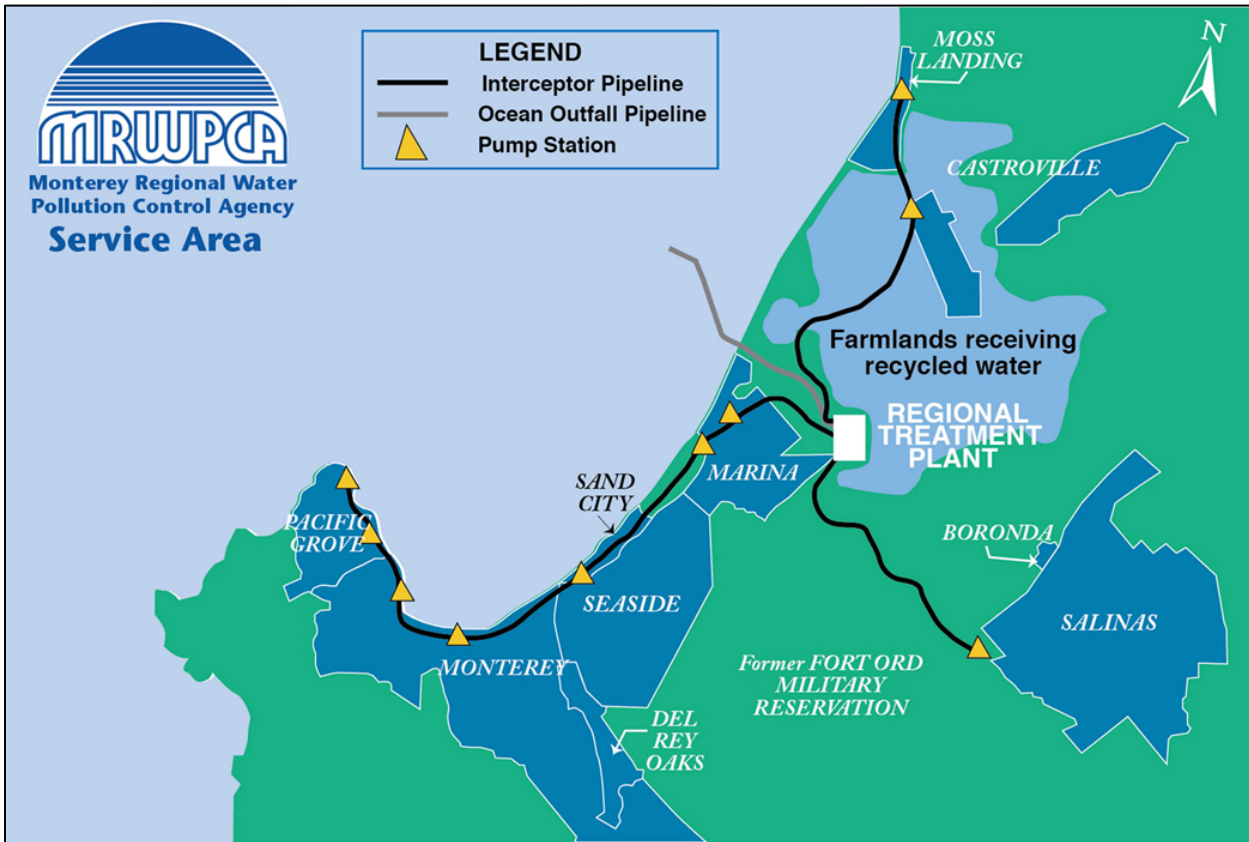 MRWPCA
Monterey Regional Water
Pollution Control Agency
Service Area
LEGEND
Interceptor Pipeline
Ocean Outfall Pipeline
Pump Station
N
MOSS
LANDING
CASTROVILLE
Farmlands receiving
recycled water
REGIONAL
TREATMENT
PLANT
MARINA
SAND
CITY
PACIFIC
GROVE
SEASIDE
MONTEREY
DEL
REY
OAKS
Former FORT ORD
MILITARY
RESERVATION
BORONDA
SALINAS